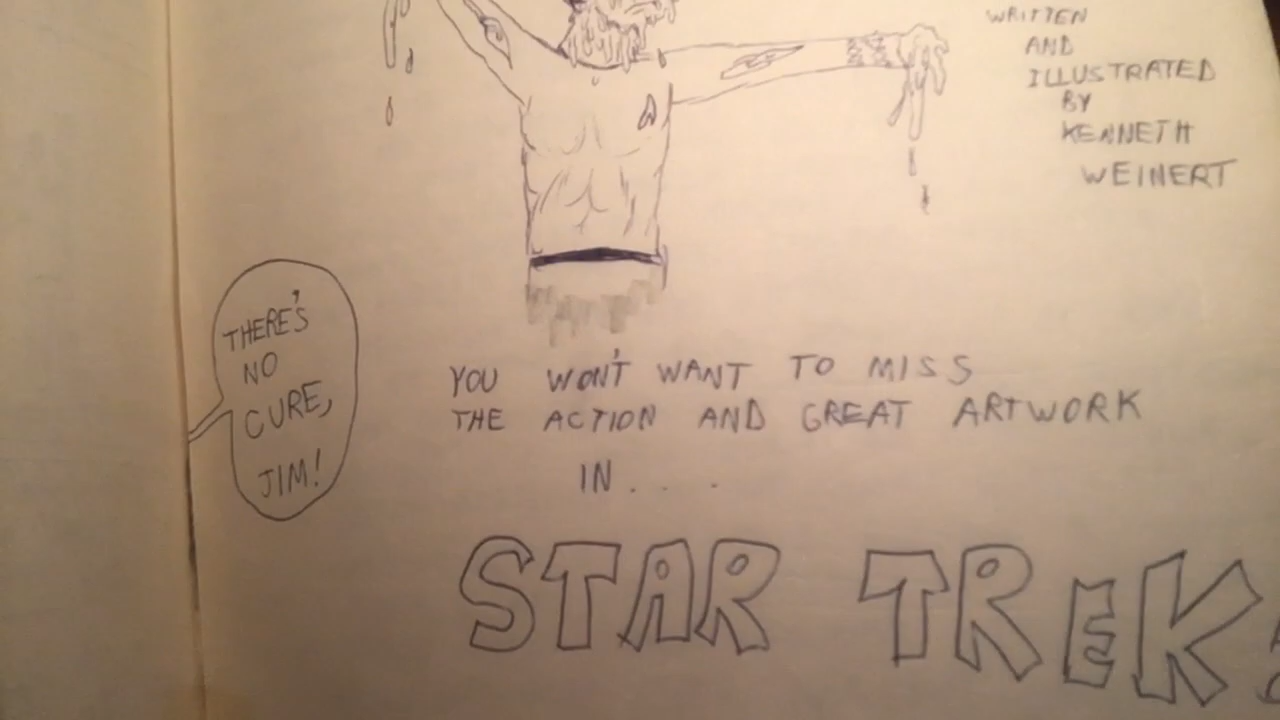 WRITTEN
AND
ILLUSTRATED
BY
KENNETH
WEINERT
THERE'S
NO
CURE,
JIM!
YOU WON'T WANT TO MISS
THE ACTION AND GREAT ARTWORK
IN....
STAR TREK